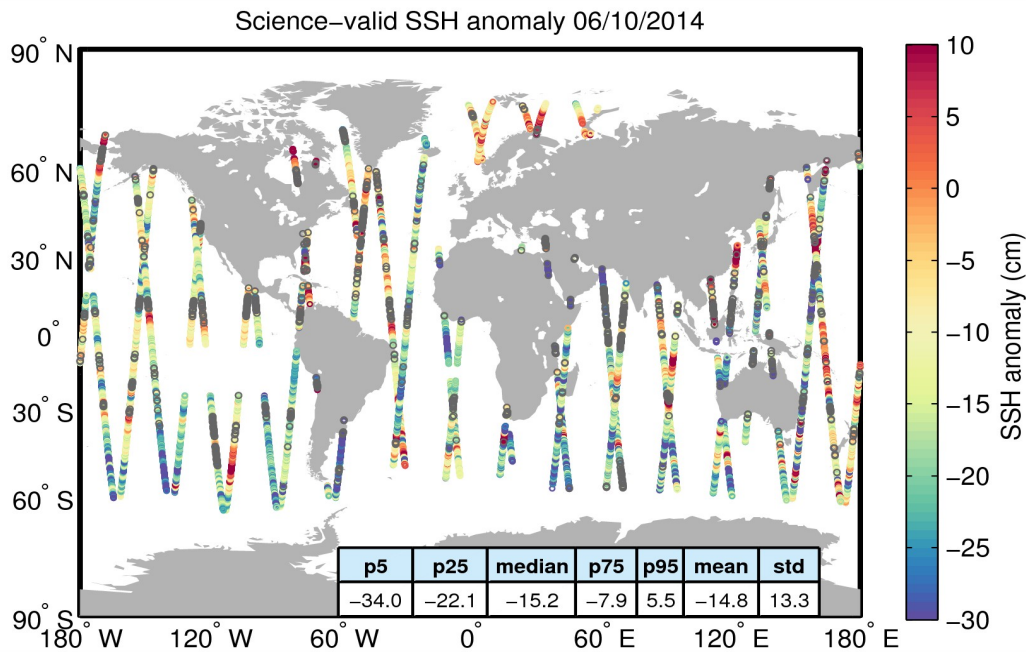 Science−valid SSH anomaly 06/10/2014
90° N
60° N
30° N
0°
30° S
60° S
90° S
180° W
120° W
60° W
0°
60° E
120° E
180° E
p5 p25 median p75 p95 mean std
−34.0 −22.1 −15.2 −7.9 5.5 −14.8 13.3
10
5
0
−5
−10
−15
−20
−25
−30
SSH anomaly (cm)